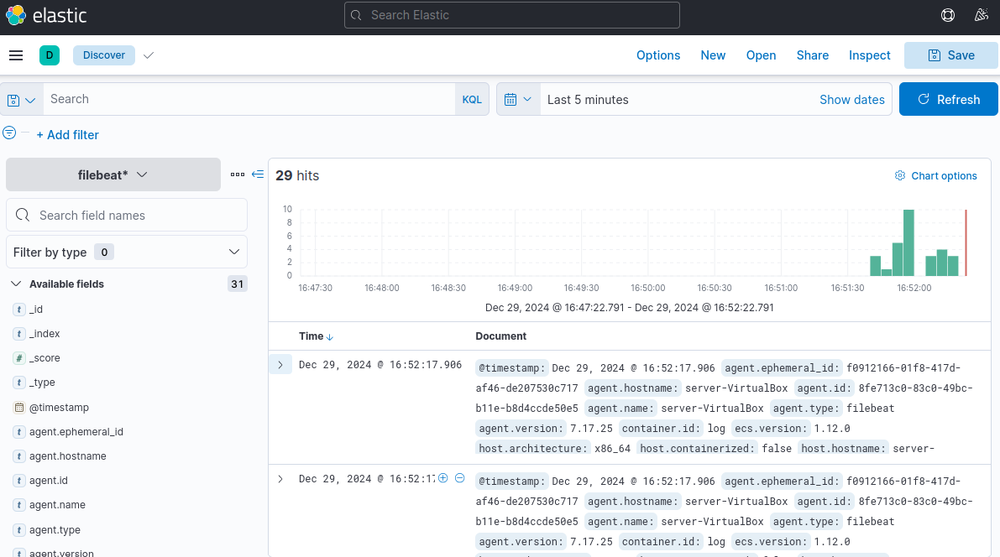 elastic
Search Elastic
D
Discover
Options New Open Share Inspect Save
Search KQL
Last 5 minutes Show dates
Refresh
+ Add filter
filebeat*
Search field names
Filter by type 0
Available fields 31
t _id
t _index
# _score
t _type
@timestamp
t agent.ephemeral_id
t agent.hostname
t agent.id
t agent.name
t agent.type
t agent.version
29 hits
Chart options
10
8
6
4
2
0
16:47:30 16:48:00 16:48:30 16:49:00 16:49:30 16:50:00 16:50:30 16:51:00 16:51:30 16:52:00
Dec 29, 2024 @ 16:47:22.791 - Dec 29, 2024 @ 16:52:22.791
Time Document
Dec 29, 2024 @ 16:52:17.906
@timestamp: Dec 29, 2024 @ 16:52:17.906 agent.ephemeral_id: f0912166-01f8-417d-
af46-de207530c717 agent.hostname: server-VirtualBox agent.id: 8fe713c0-83c0-49bc-
b11e-b8d4ccde50e5 agent.name: server-VirtualBox agent.type: filebeat
agent.version: 7.17.25 container.id: log ecs.version: 1.12.0
host.architecture: x86_64 host.containerized: false host.hostname: server-
Dec 29, 2024 @ 16:52:17
@timestamp: Dec 29, 2024 @ 16:52:17.906 agent.ephemeral_id: f0912166-01f8-417d-
af46-de207530c717 agent.hostname: server-VirtualBox agent.id: 8fe713c0-83c0-49bc-
b11e-b8d4ccde50e5 agent.name: server-VirtualBox agent.type: filebeat
agent.version: 7.17.25 container.id: log ecs.version: 1.12.0